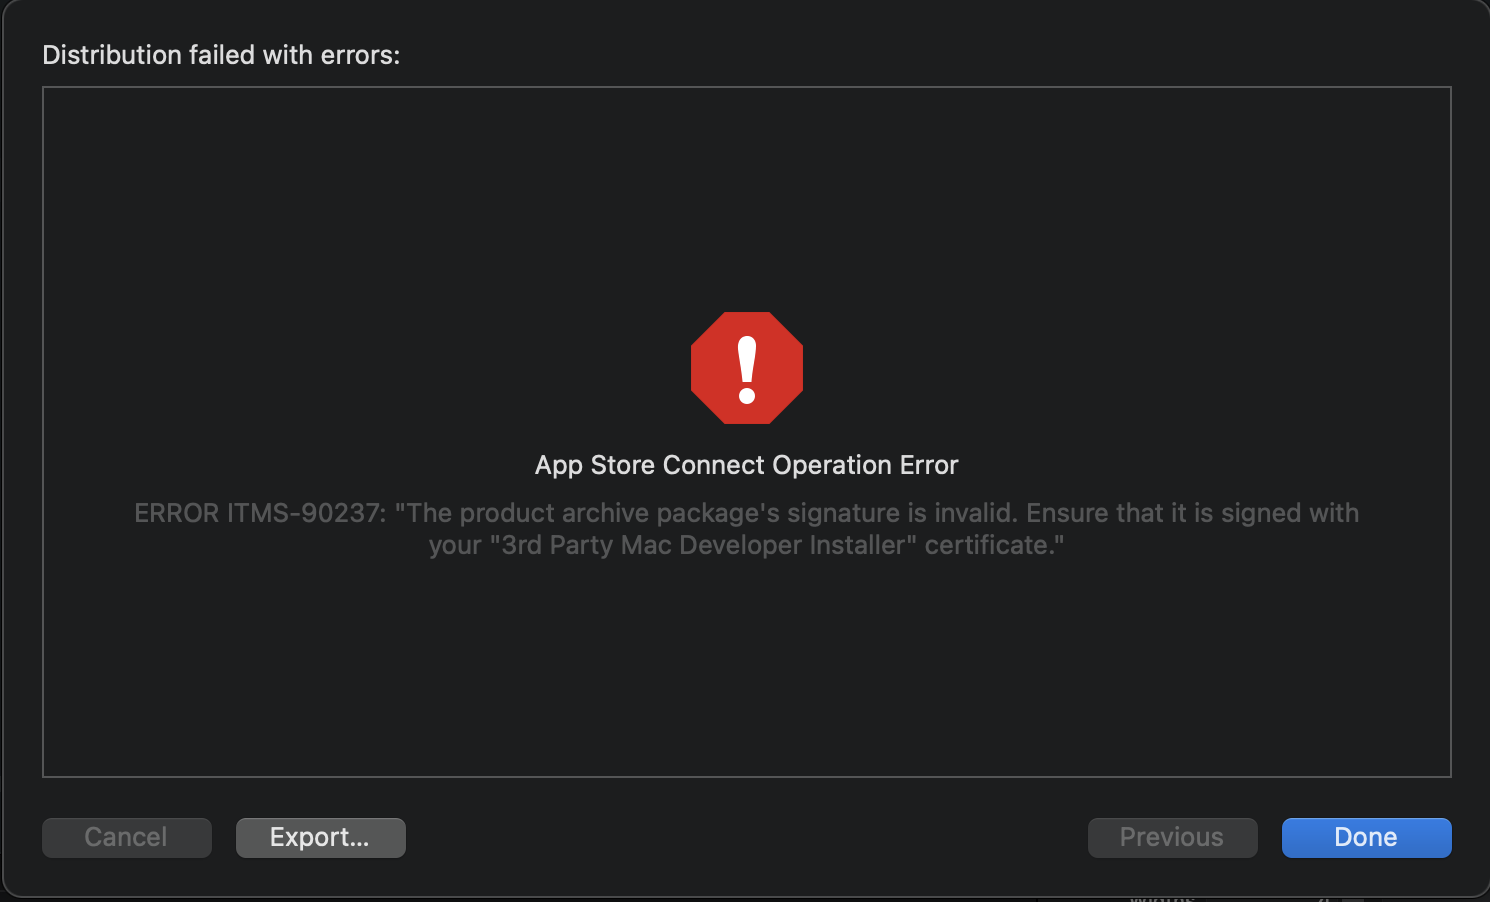 Distribution failed with errors:
App Store Connect Operation Error
ERROR ITMS-90237: "The product archive package's signature is invalid. Ensure that it is signed with
your "3rd Party Mac Developer Installer" certificate."
Cancel
Export...
Previous
Done